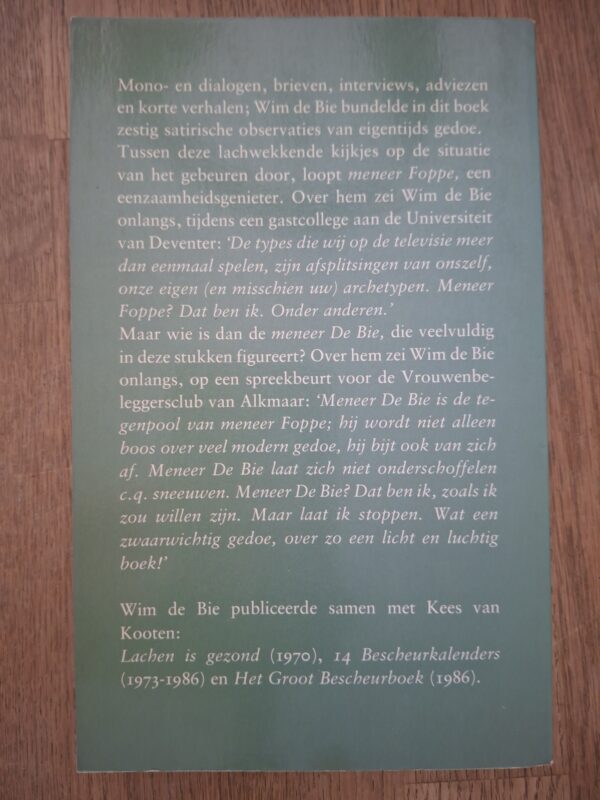 Mono- en dialogen, brieven, interviews, adviezen
en korte verhalen; Wim de Bie bundelde in dit boek
zestig satirische observaties van eigentijds gedoe.
Tussen deze lachwekkende kijkjes op de situatie
van het gebeuren door, loopt meneer Foppe, een
eenzaamheidsgenieter. Over hem zei Wim de Bie
onlangs, tijdens een gastcollege aan de Universiteit
van Deventer: ‘De types die wij op de televisie meer
dan eenmaal spelen, zijn afsplitsingen van onszelf,
onze eigen (en misschien uw) archetypen. Meneer
Foppe? Dat ben ik. Onder anderen.’
Maar wie is dan de meneer De Bie, die veelvuldig
in deze stukken figureert? Over hem zei Wim de Bie
onlangs, op een spreekbeurt voor de Vrouwenbe-
leggersclub van Alkmaar: ‘Meneer De Bie is de te-
genpool van meneer Foppe; hij wordt niet alleen
boos over veel modern gedoe, hij bijt ook van zich
af. Meneer De Bie laat zich niet onderschoffelen
c.q. sneeuwen. Meneer De Bie? Dat ben ik, zoals ik
zou willen zijn. Maar laat ik stoppen. Wat een
zwaarwichtig gedoe, over zo een licht en luchtig
boek!’
Wim de Bie publiceerde samen met Kees van
Kooten:
Lachen is gezond (1970), 14 Bescheurkalenders
(1973-1986) en Het Groot Bescheurboek (1986).